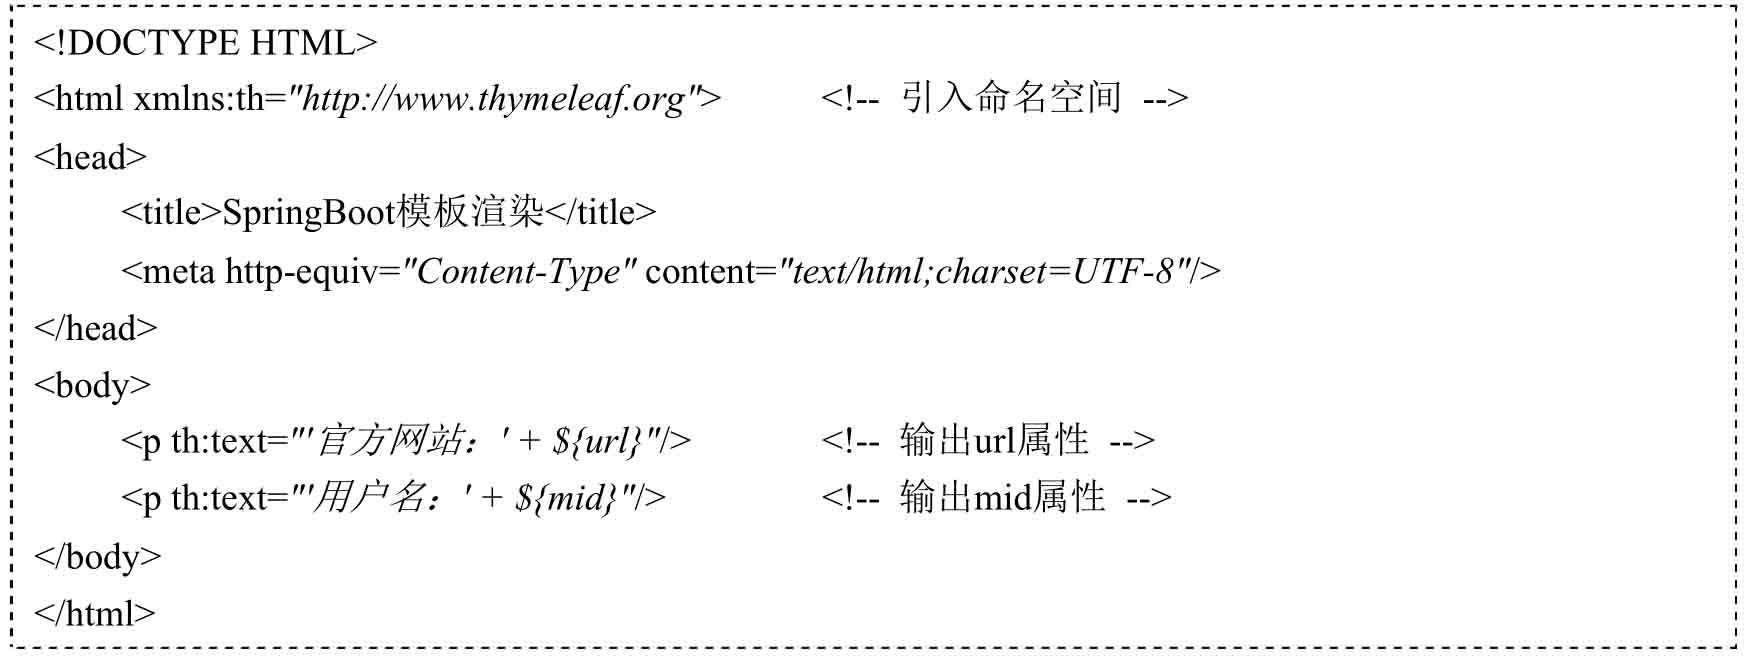 <!DOCTYPE HTML>
<html xmlns:th="http://www.thymeleaf.org"> <!-- 引入命名空间 -->
<head>
<title>SpringBoot模板渲染</title>
<meta http-equiv="Content-Type" content="text/html;charset=UTF-8"/>
</head>
<body>
<p th:text="'官方网站：' + ${url}"/> <!-- 输出url属性 -->
<p th:text="'用户名：' + ${mid}"/> <!-- 输出mid属性 -->
</body>
</html>